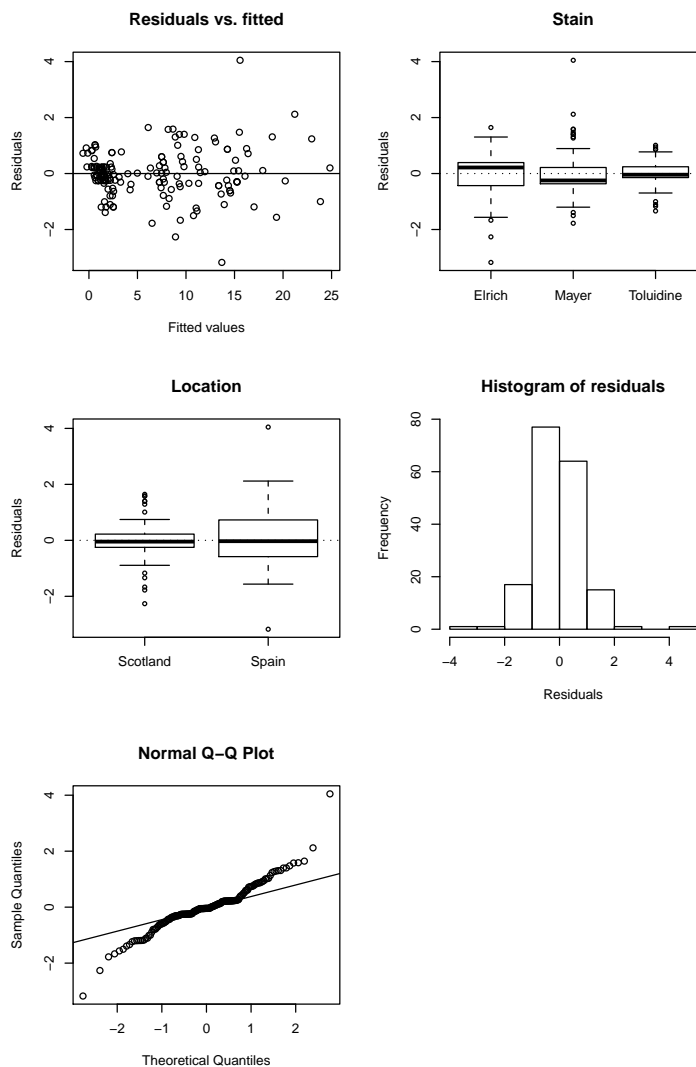 Residuals vs. fitted
Residuals
4
2
0
−2
0 5 10 15 20 25
Fitted values
Stain
Residuals
4
2
0
−2
Elrich Mayer Toluidine
Location
Residuals
4
2
0
−2
Scotland Spain
Histogram of residuals
Frequency
80
60
40
20
0
−4 −2 0 2 4
Residuals
Normal Q−Q Plot
Sample Quantiles
4
2
0
−2
−2 −1 0 1 2
Theoretical Quantiles